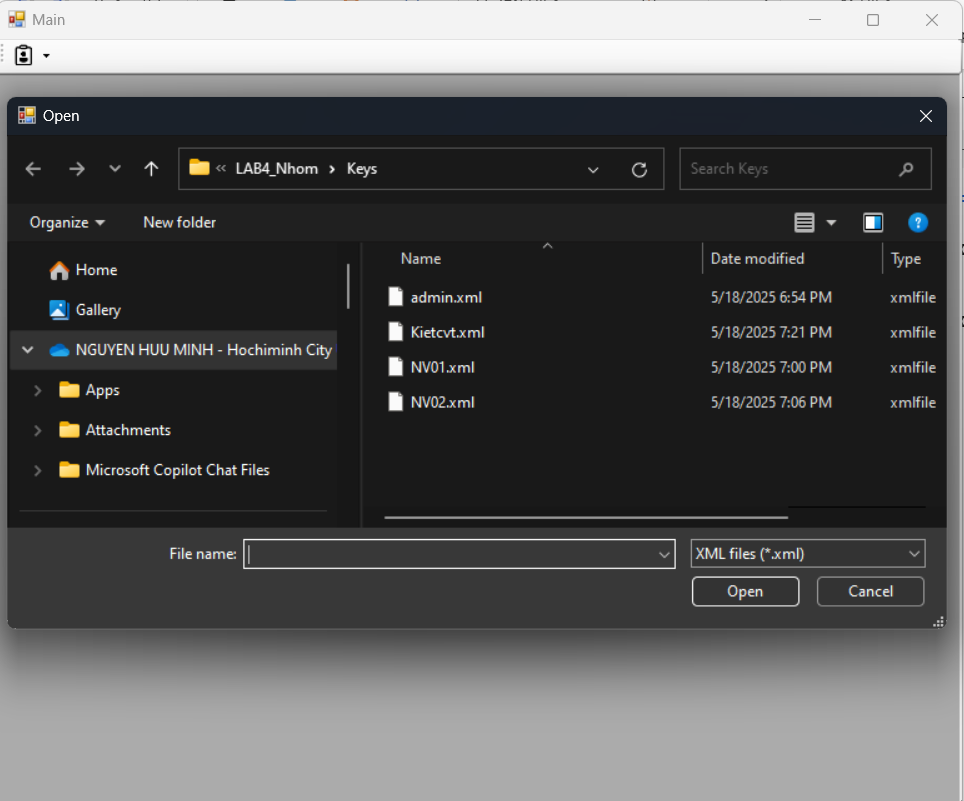 Main
Open
« LAB4_Nhom > Keys
Search Keys
Organize
New folder
?
Name
Date modified
Type
Home
Gallery
NGUYEN HUU MINH - Hochiminh City
Apps
Attachments
Microsoft Copilot Chat Files
admin.xml 5/18/2025 6:54 PM xmlfile
Kietcvt.xml 5/18/2025 7:21 PM xmlfile
NV01.xml 5/18/2025 7:00 PM xmlfile
NV02.xml 5/18/2025 7:06 PM xmlfile
File name:
XML files (*.xml)
Open
Cancel